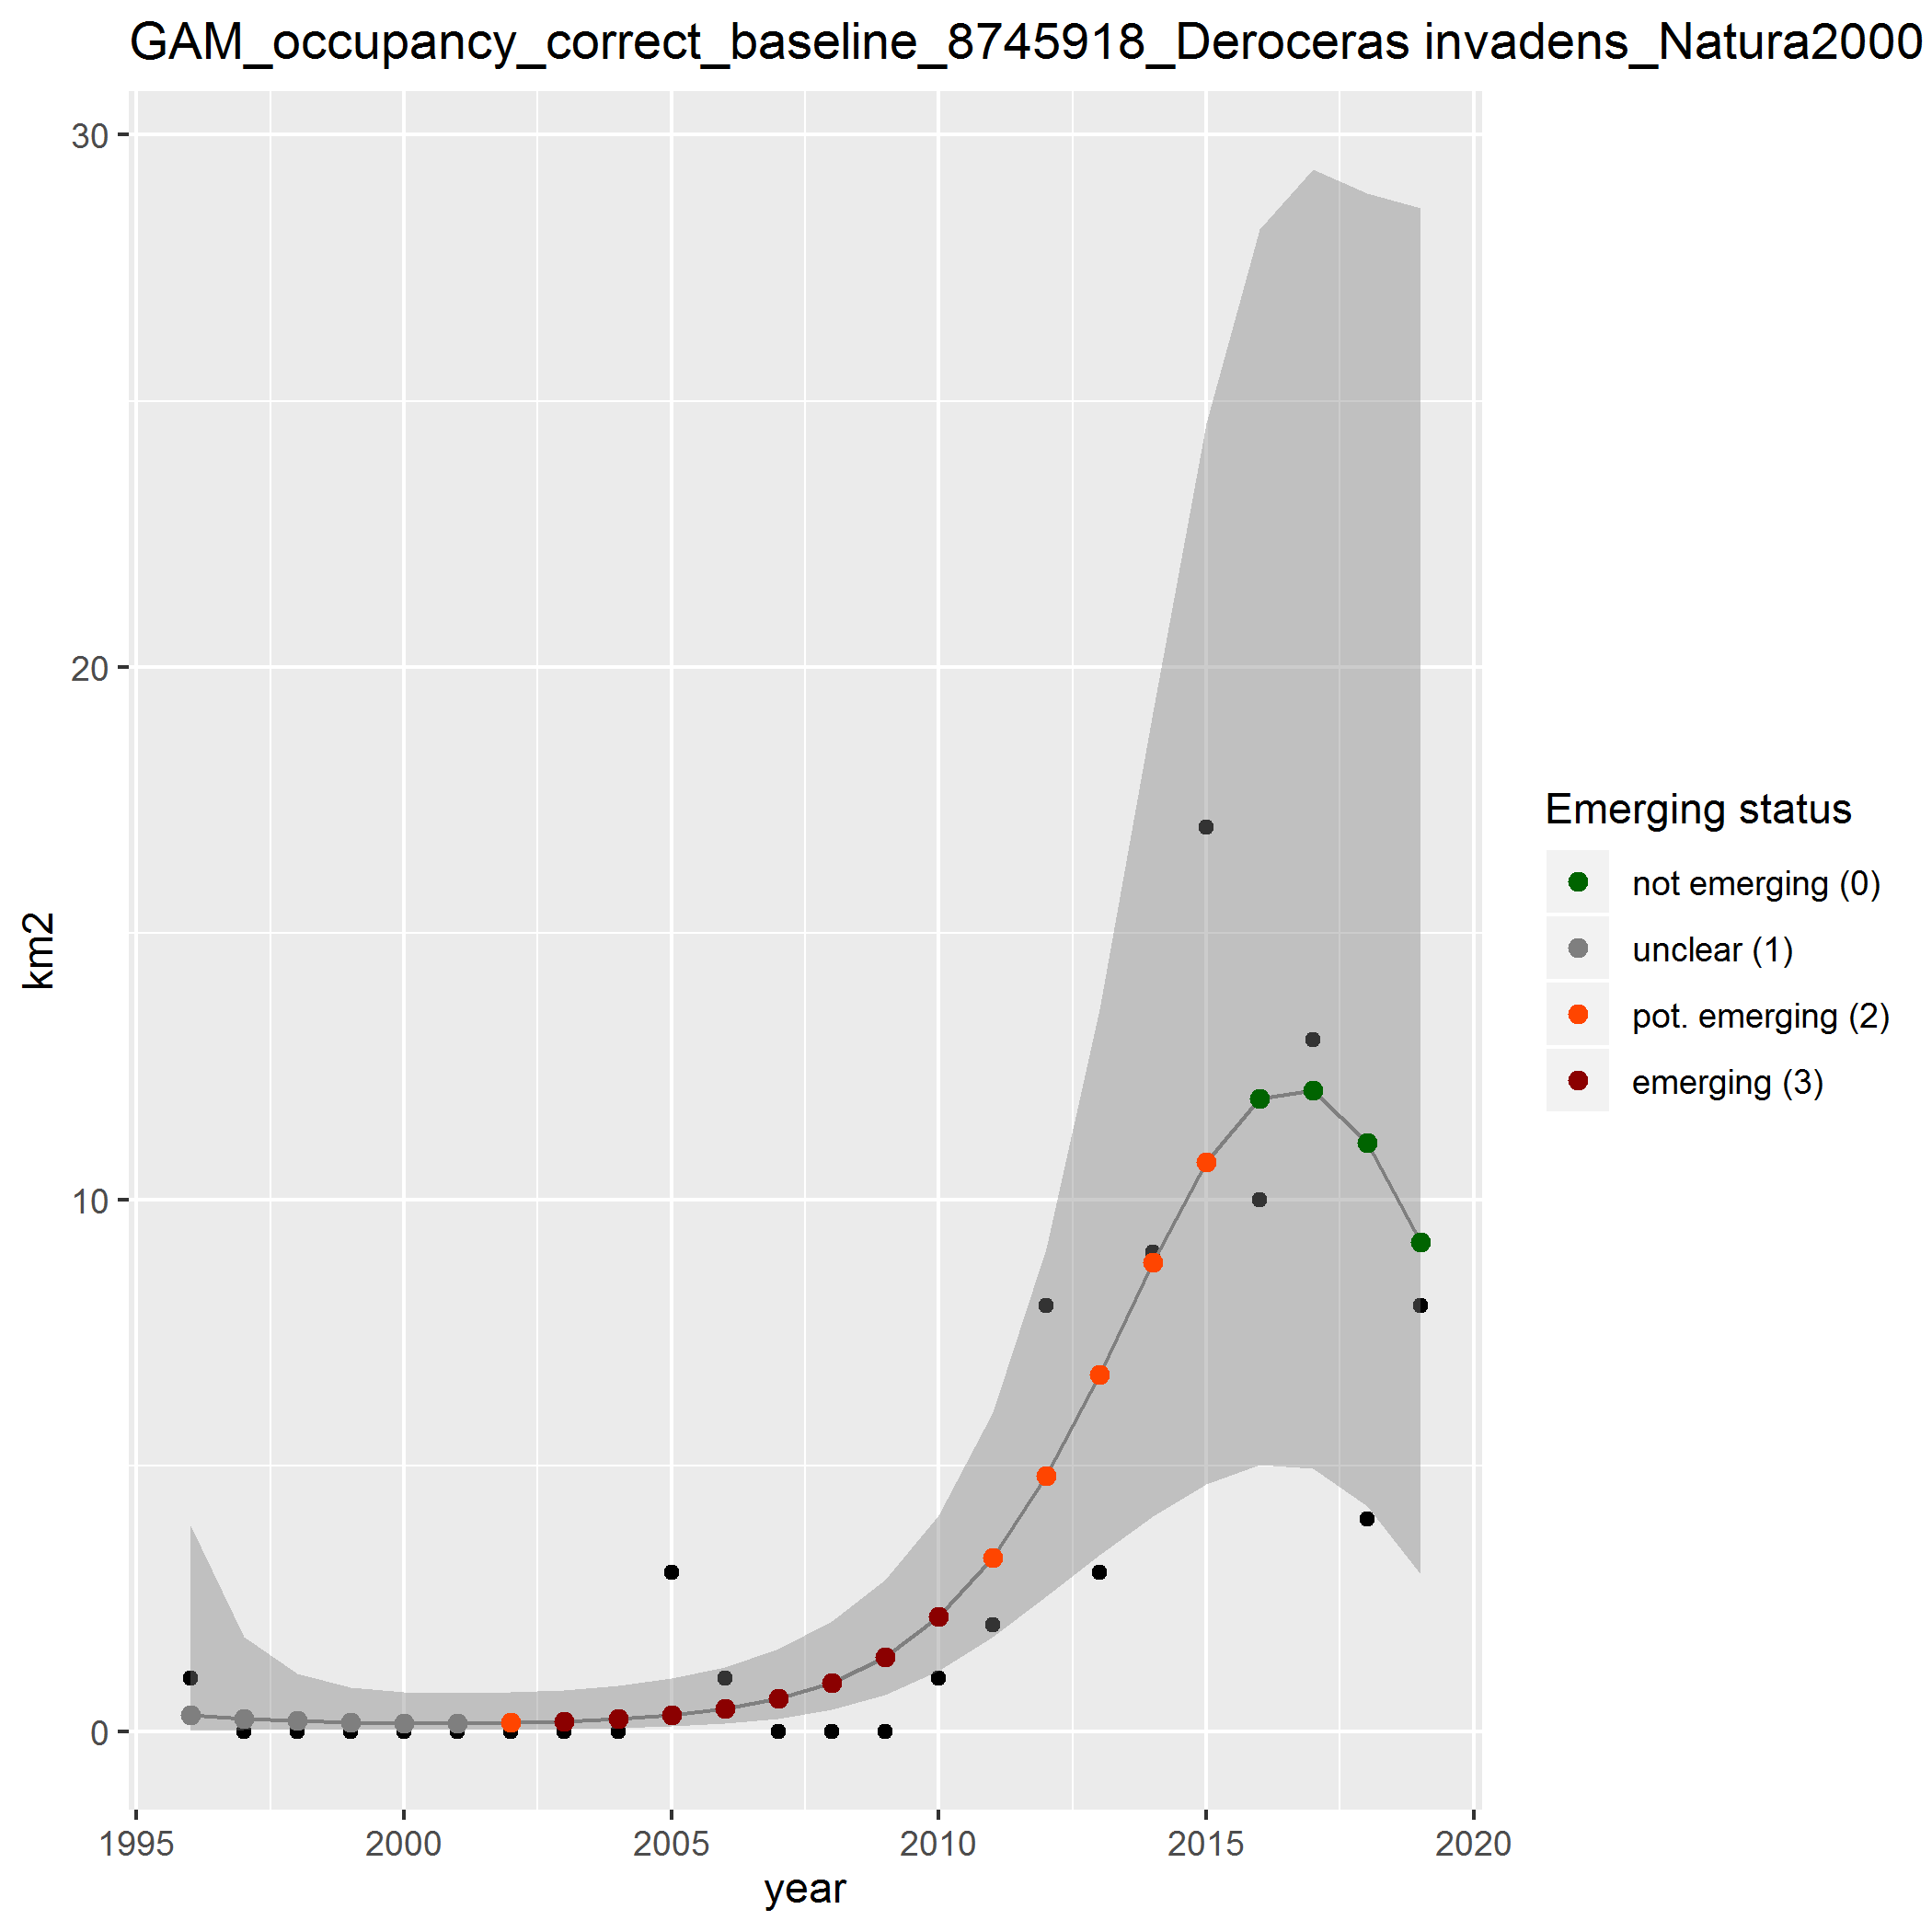 GAM_occupancy_correct_baseline_8745918_Deroceras invadens_Natura2000
30
20
10
0
km2
1995
2000
2005
2010
2015
2020
year
Emerging status
not emerging (0)
unclear (1)
pot. emerging (2)
emerging (3)